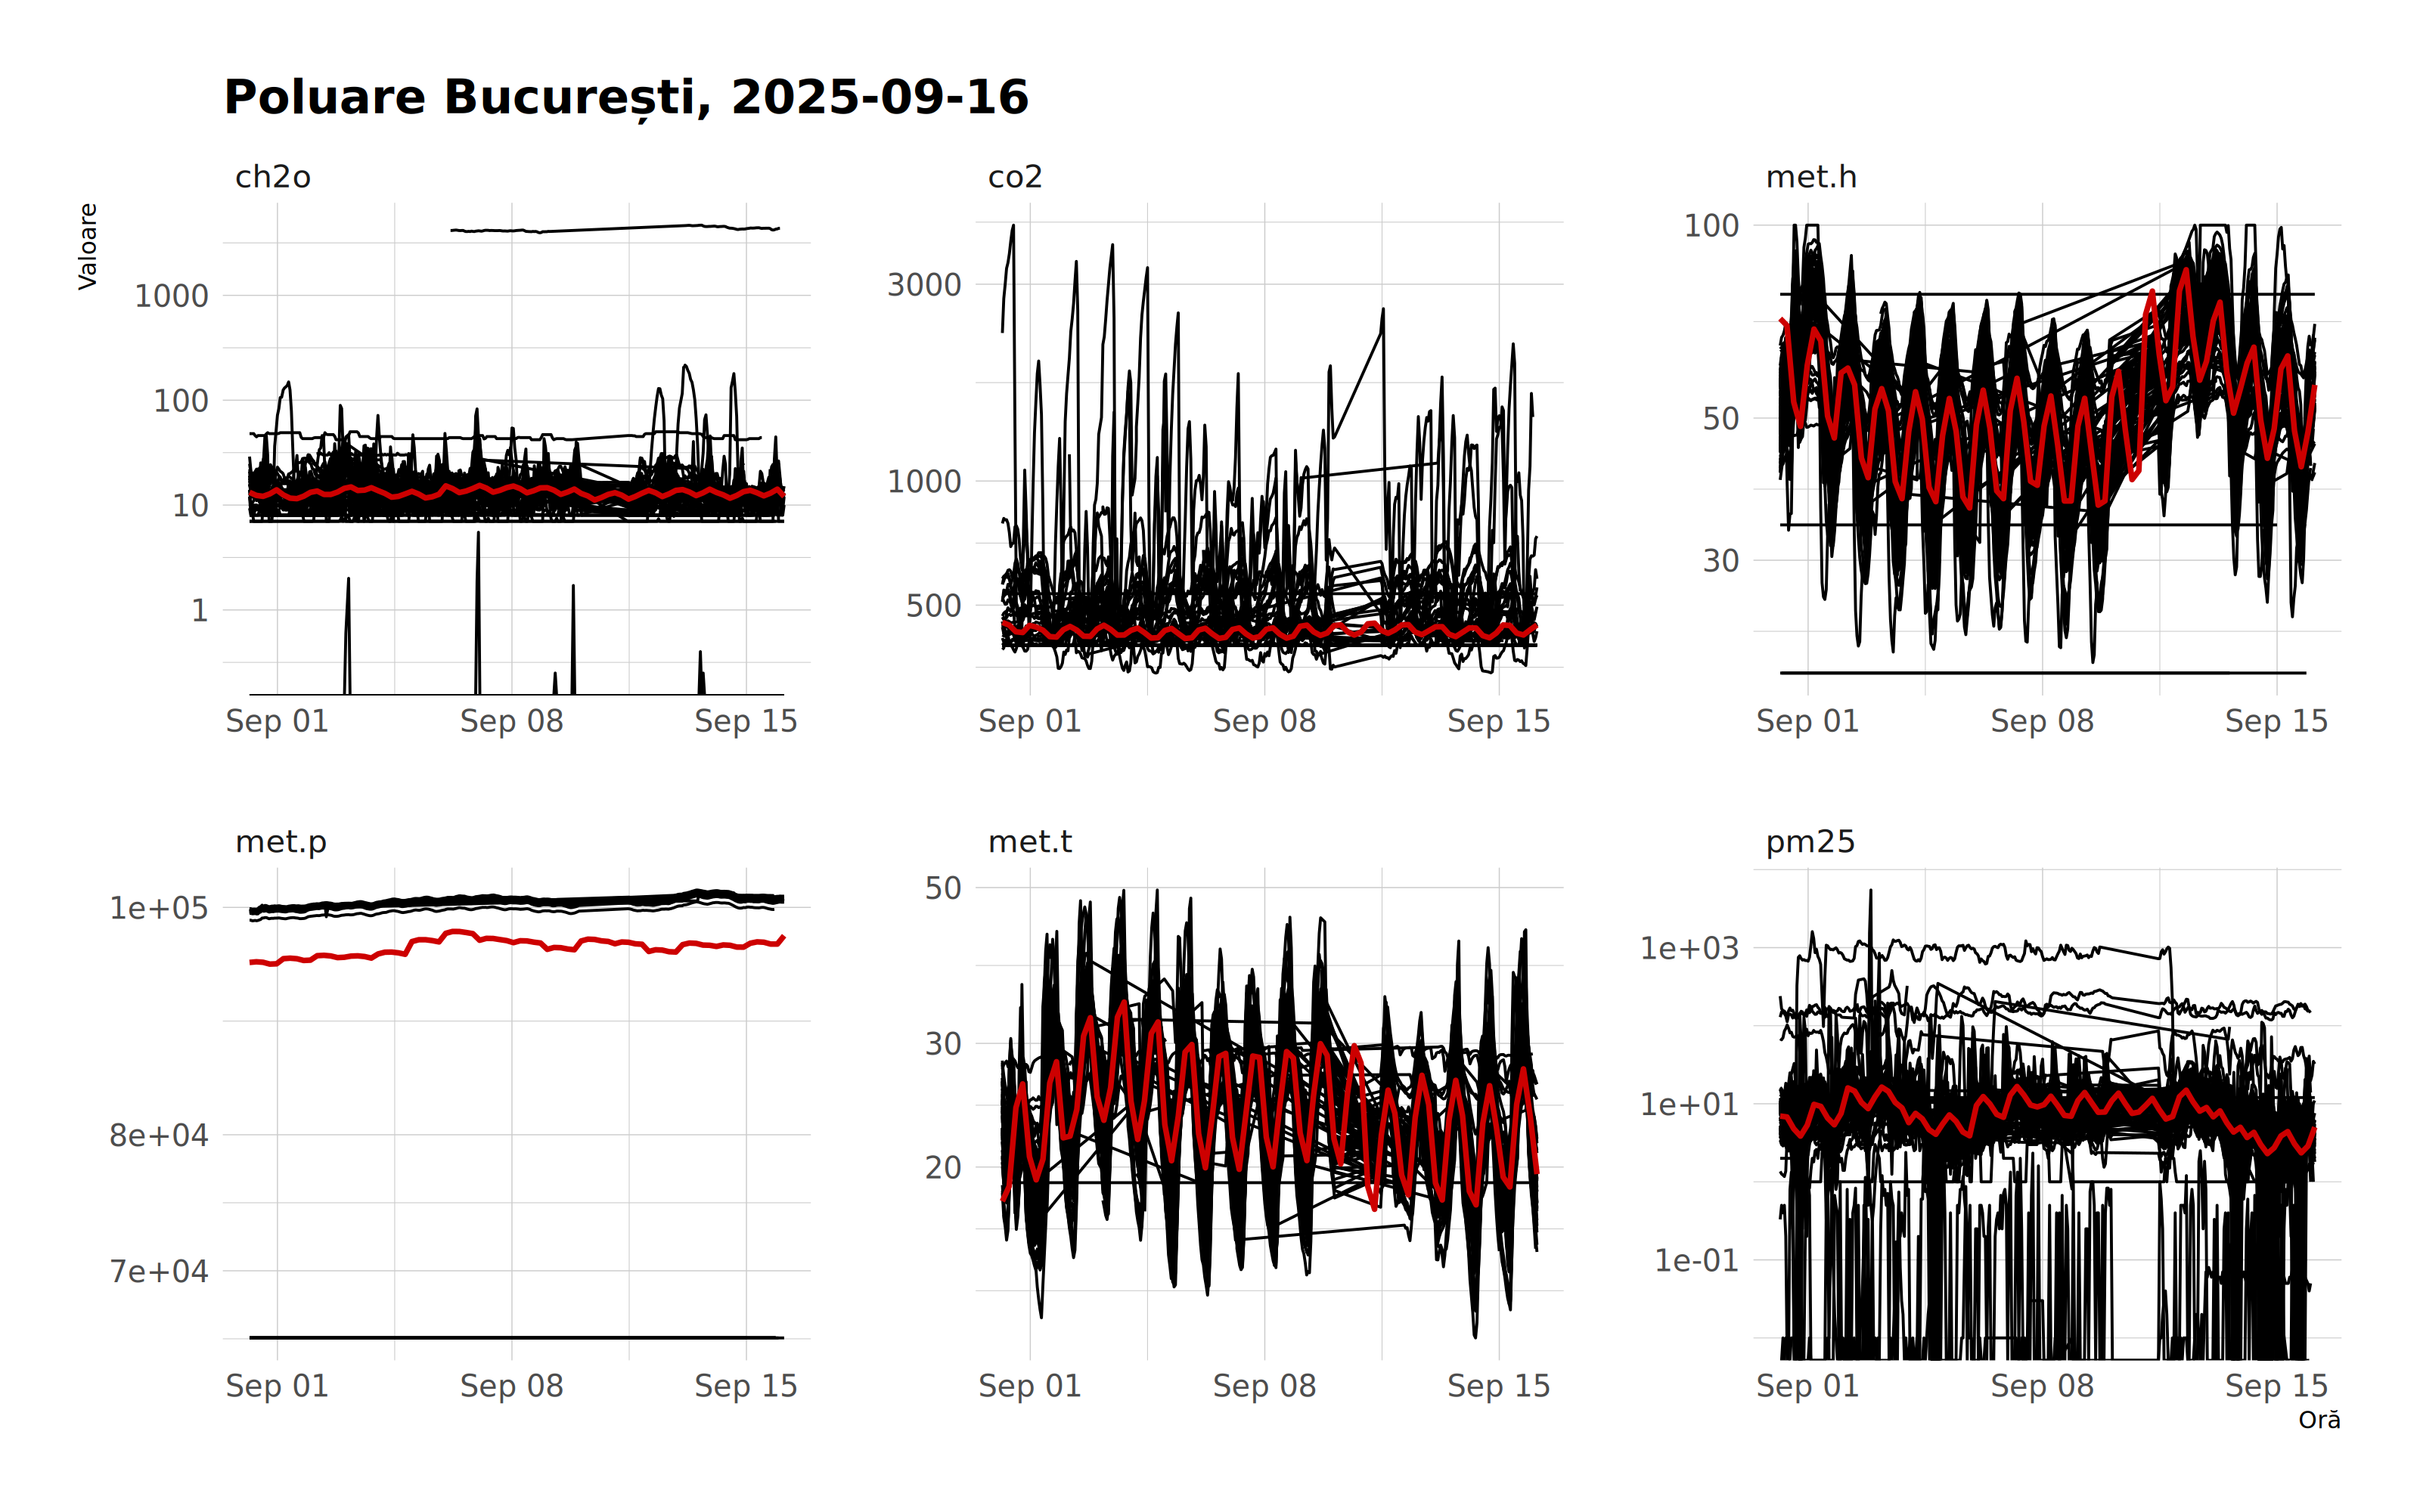 Poluare București, 2025-09-16
Valoare
ch2o
1000
100
10
1
Sep 01 Sep 08 Sep 15
co2
3000
1000
500
Sep 01 Sep 08 Sep 15
met.h
100
50
30
Sep 01 Sep 08 Sep 15
met.p
1e+05
8e+04
7e+04
Sep 01 Sep 08 Sep 15
met.t
50
30
20
Sep 01 Sep 08 Sep 15
pm25
1e+03
1e+01
1e-01
Sep 01 Sep 08 Sep 15
Oră